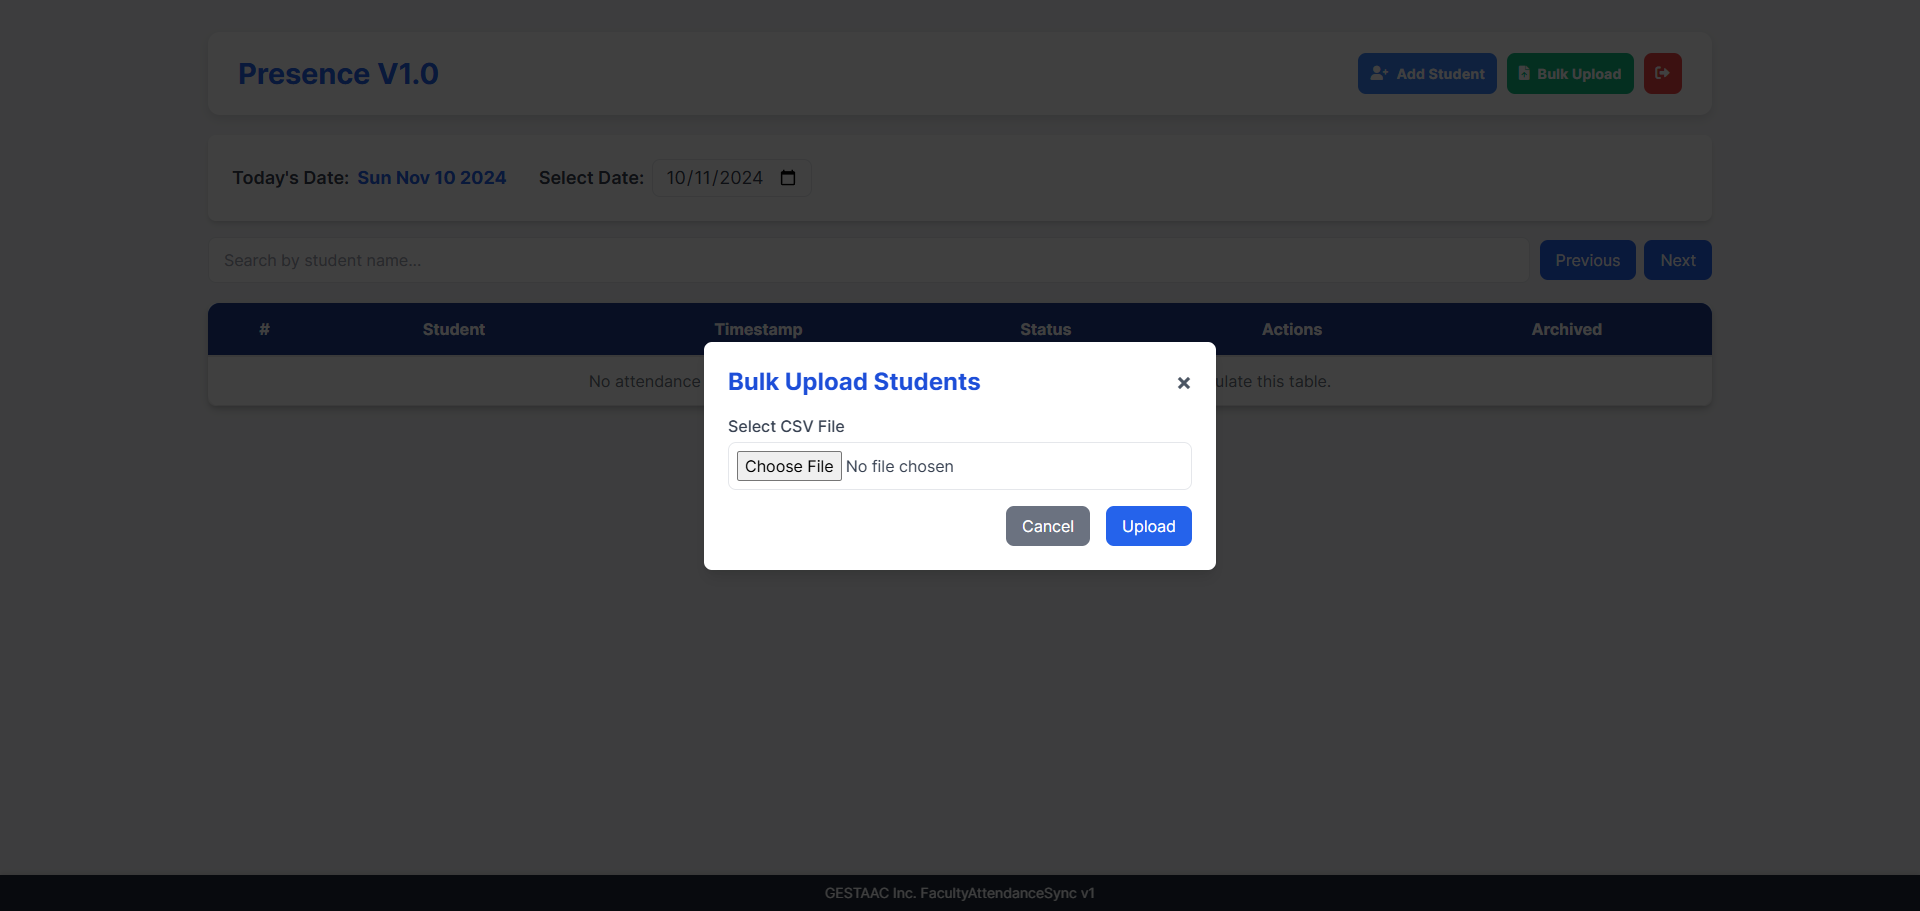 Presence V1.0
Add Student
Bulk Upload
Today's Date: Sun Nov 10 2024
Select Date: 10/11/2024
Search by student name...
Previous
Next
# Student Timestamp Status Actions Archived
No attendance
ulate this table.
Bulk Upload Students
Select CSV File
Choose File No file chosen
Cancel
Upload
GESTAAC Inc. FacultyAttendanceSync v1